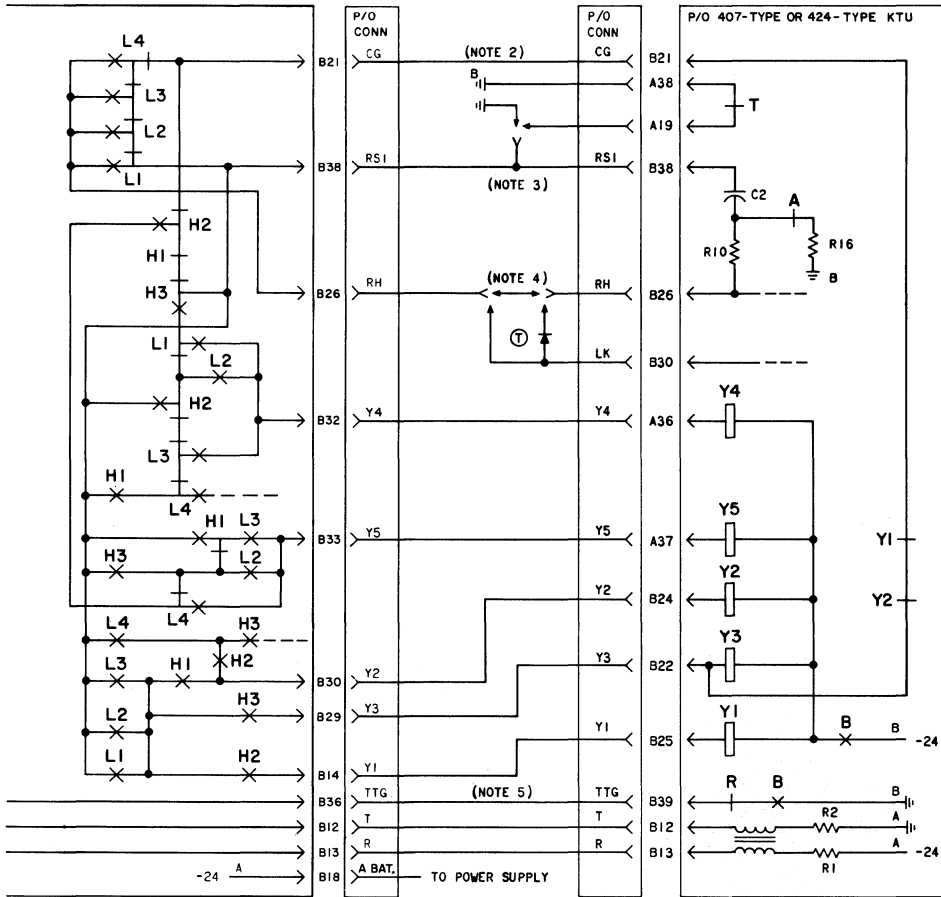 P/O CONN
P/O CONN
P/O 407-TYPE OR 424-TYPE KTU
L4
B21
CG
(NOTE 2)
CG
B21
B
A38
L3
T
L2
A19
L1
B38
RS1
(NOTE 3)
RS1
B38
C2
A
H2
R10
R16
H1
B
H3
B26
RH
(NOTE 4)
RH
B26
L1
T
LK
B30
L2
Y4
H2
B32
Y4
Y4
A36
L3
H1
L4
H1
L3
Y5
B33
Y5
Y5
A37
Y1
H3
L2
Y2
Y2
B24
Y2
L4
L4
H3
Y3
H2
Y3
B22
L3
H1
B30
Y2
H3
B29
Y3
Y1
L2
Y1
B25
B
B
-24
L1
H2
B14
Y1
B36
TTG
(NOTE 5)
TTG
B39
R
B
B
B12
T
T
B12
R2
A
B13
R
R
B13
R1
A
-24
-24
A
B18
A BAT.
TO POWER SUPPLY